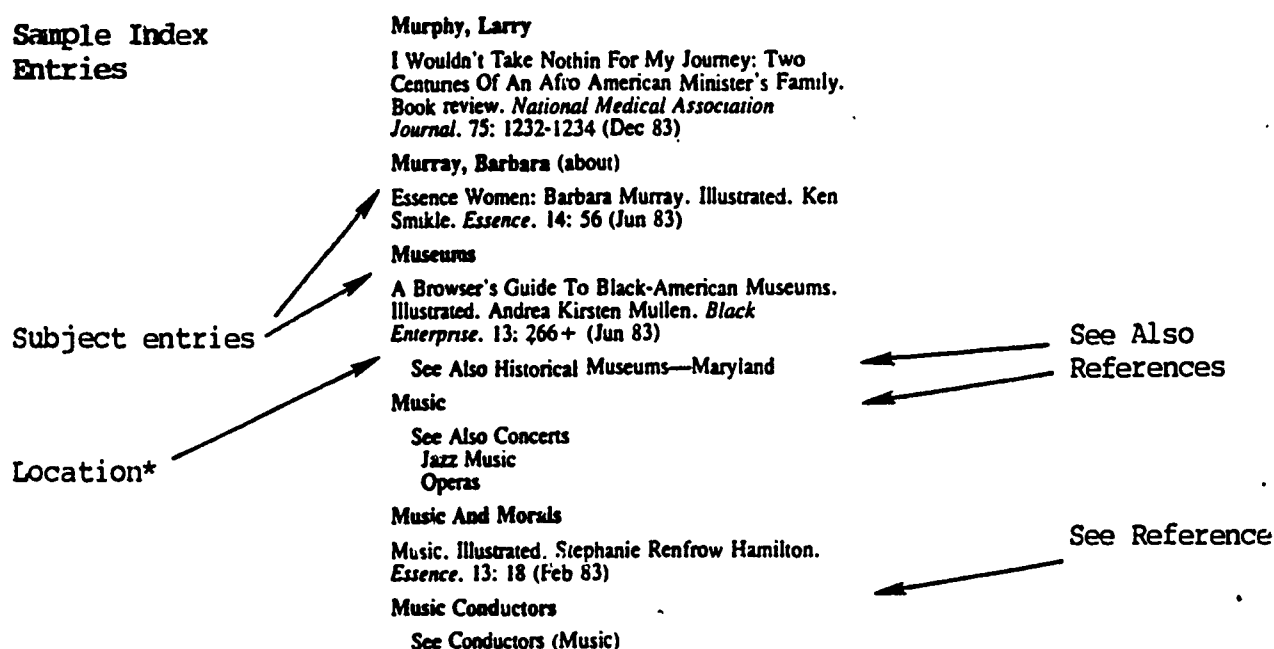 Sample Index
Entries
Murphy, Larry
I Wouldn't Take Nothin For My Journey: Two
Centuries Of An Afro American Minister's Family.
Book review. National Medical Association
Journal. 75: 1232-1234 (Dec 83)
Murray, Barbara (about)
Essence Women: Barbara Murray. Illustrated. Ken
Smikle. Essence. 14: 56 (Jun 83)
Museums
A Browser's Guide To Black-American Museums.
Illustrated. Andrea Kirsten Mullen. Black
Enterprise. 13: 266+ (Jun 83)
See Also Historical Museums—Maryland
Music
See Also Concerts
Jazz Music
Operas
Music And Morals
Music. Illustrated. Stephanie Renfrow Hamilton.
Essence. 13: 18 (Feb 83)
Music Conductors
See Conductors (Music)
Subject entries
Location*
See Also
References
See Reference